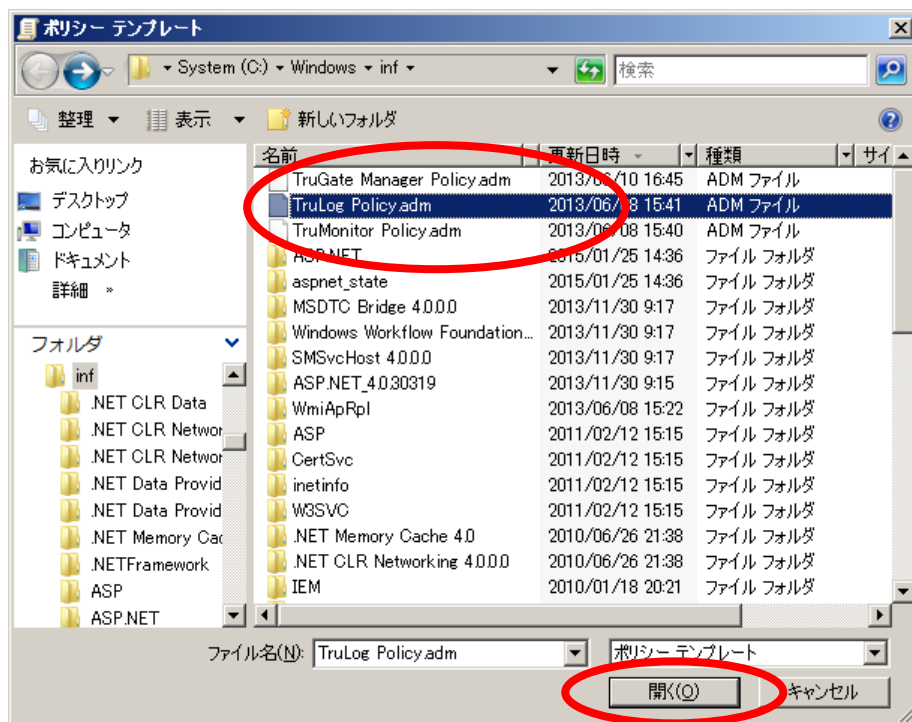 ポリシー テンプレート
System (C:) Windows inf 検索
整理 表示 新しいフォルダ
お気に入りリンク
デスクトップ
コンピュータ
ドキュメント
詳細 »
フォルダ
inf
.NET CLR Data
.NET CLR Networ
.NET CLR Networ
.NET Data Provid
.NET Data Provid
.NET Memory Cac
.NETFramework
ASP
ASP.NET
名前 更新日時 種類 サイ
TruGate Manager Policy.adm 2013/06/10 16:45 ADM ファイル
TruLog Policy.adm 2013/06/08 15:41 ADM ファイル
TruMonitor Policy.adm 2013/06/08 15:40 ADM ファイル
ASP.NET 2015/01/25 14:36 ファイル フォルダ
aspnet_state 2015/01/25 14:36 ファイル フォルダ
MSDTC Bridge 4.0.0.0 2013/11/30 9:17 ファイル フォルダ
Windows Workflow Foundation... 2013/11/30 9:17 ファイル フォルダ
SMSvcHost 4.0.0.0 2013/11/30 9:17 ファイル フォルダ
ASP.NET_4.0.30319 2013/11/30 9:15 ファイル フォルダ
WmiApRpl 2013/06/08 15:22 ファイル フォルダ
ASP 2011/02/12 15:15 ファイル フォルダ
CertSvc 2011/02/12 15:15 ファイル フォルダ
inetinfo 2011/02/12 15:15 ファイル フォルダ
W3SVC 2011/02/12 15:15 ファイル フォルダ
.NET Memory Cache 4.0 2010/06/26 21:38 ファイル フォルダ
.NET CLR Networking 4.0.0.0 2010/06/26 21:38 ファイル フォルダ
IEM 2010/01/18 20:21 ファイル フォルダ
ファイル名(N): TruLog Policy.adm ポリシー テンプレート
開く(O) キャンセル